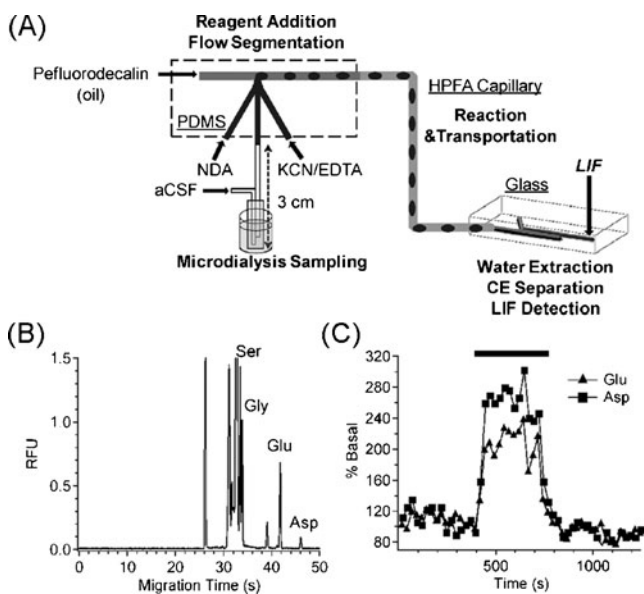 (A)
Reagent Addition
Flow Segmentation
Pefluorodecalin
(oil)
PDMS
NDA
KCN/EDTA
aCSF
3 cm
Microdialysis Sampling
HPFA Capillary
Reaction
&Transportation
LIF
Glass
Water Extraction
CE Separation
LIF Detection
(B)
1.5
1.0
0.5
0.0
RFU
Ser
Gly
Glu
Asp
0 10 20 30 40 50
Migration Time (s)
(C)
320
280
240
200
160
120
80
% Basal
Glu
Asp
500 1000
Time (s)